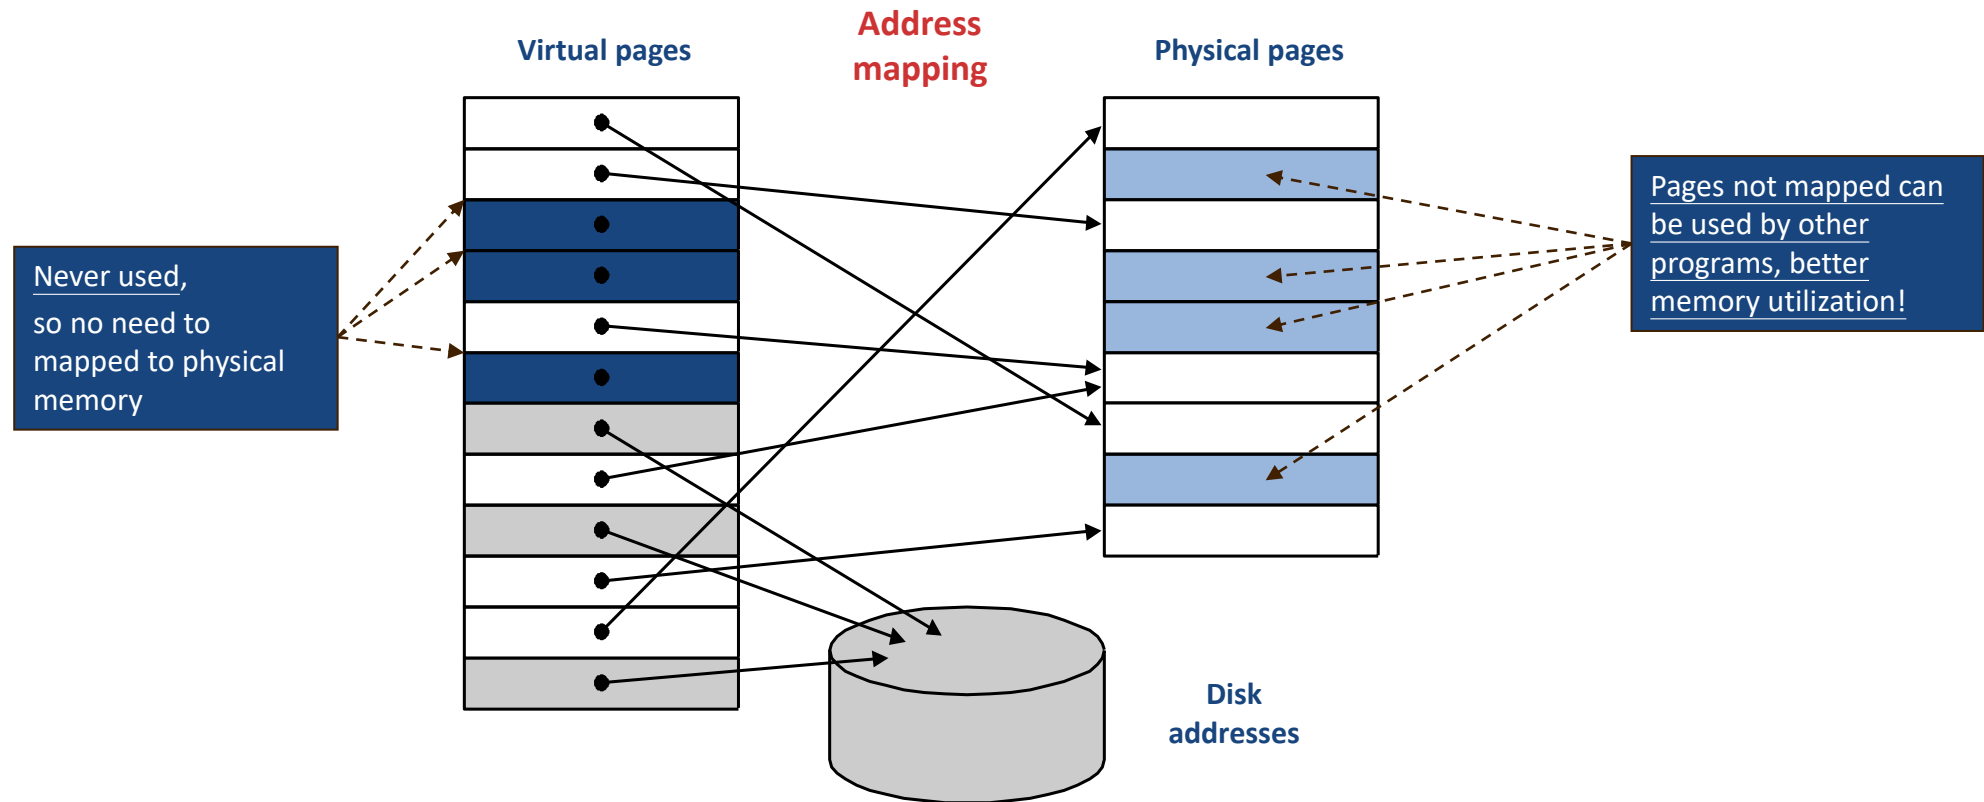 Address
mapping
Virtual pages
Physical pages
Never used,
so no need to
mapped to physical
memory
Pages not mapped can
be used by other
programs, better
memory utilization!
Disk
addresses